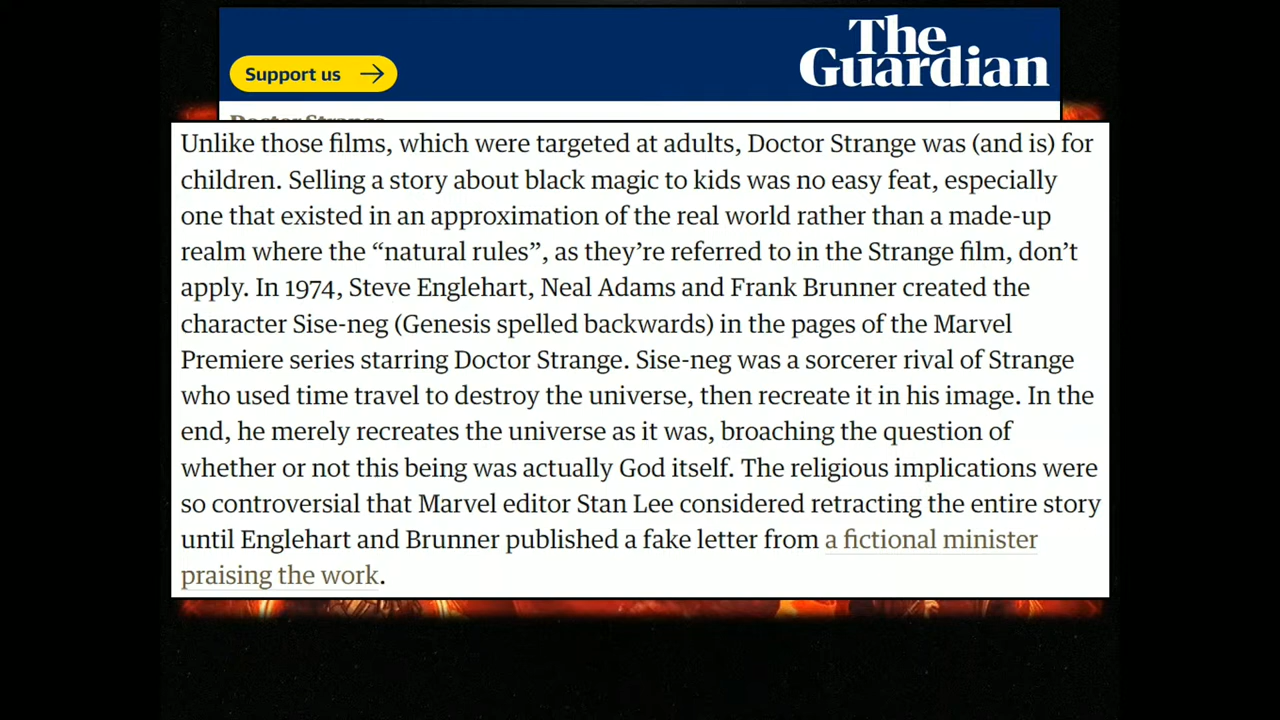 The
Guardian
Support us
Doctor Strange
Unlike those films, which were targeted at adults, Doctor Strange was (and is) for
children. Selling a story about black magic to kids was no easy feat, especially
one that existed in an approximation of the real world rather than a made-up
realm where the “natural rules”, as they’re referred to in the Strange film, don’t
apply. In 1974, Steve Englehart, Neal Adams and Frank Brunner created the
character Sise-neg (Genesis spelled backwards) in the pages of the Marvel
Premiere series starring Doctor Strange. Sise-neg was a sorcerer rival of Strange
who used time travel to destroy the universe, then recreate it in his image. In the
end, he merely recreates the universe as it was, broaching the question of
whether or not this being was actually God itself. The religious implications were
so controversial that Marvel editor Stan Lee considered retracting the entire story
until Englehart and Brunner published a fake letter from a fictional minister
praising the work.